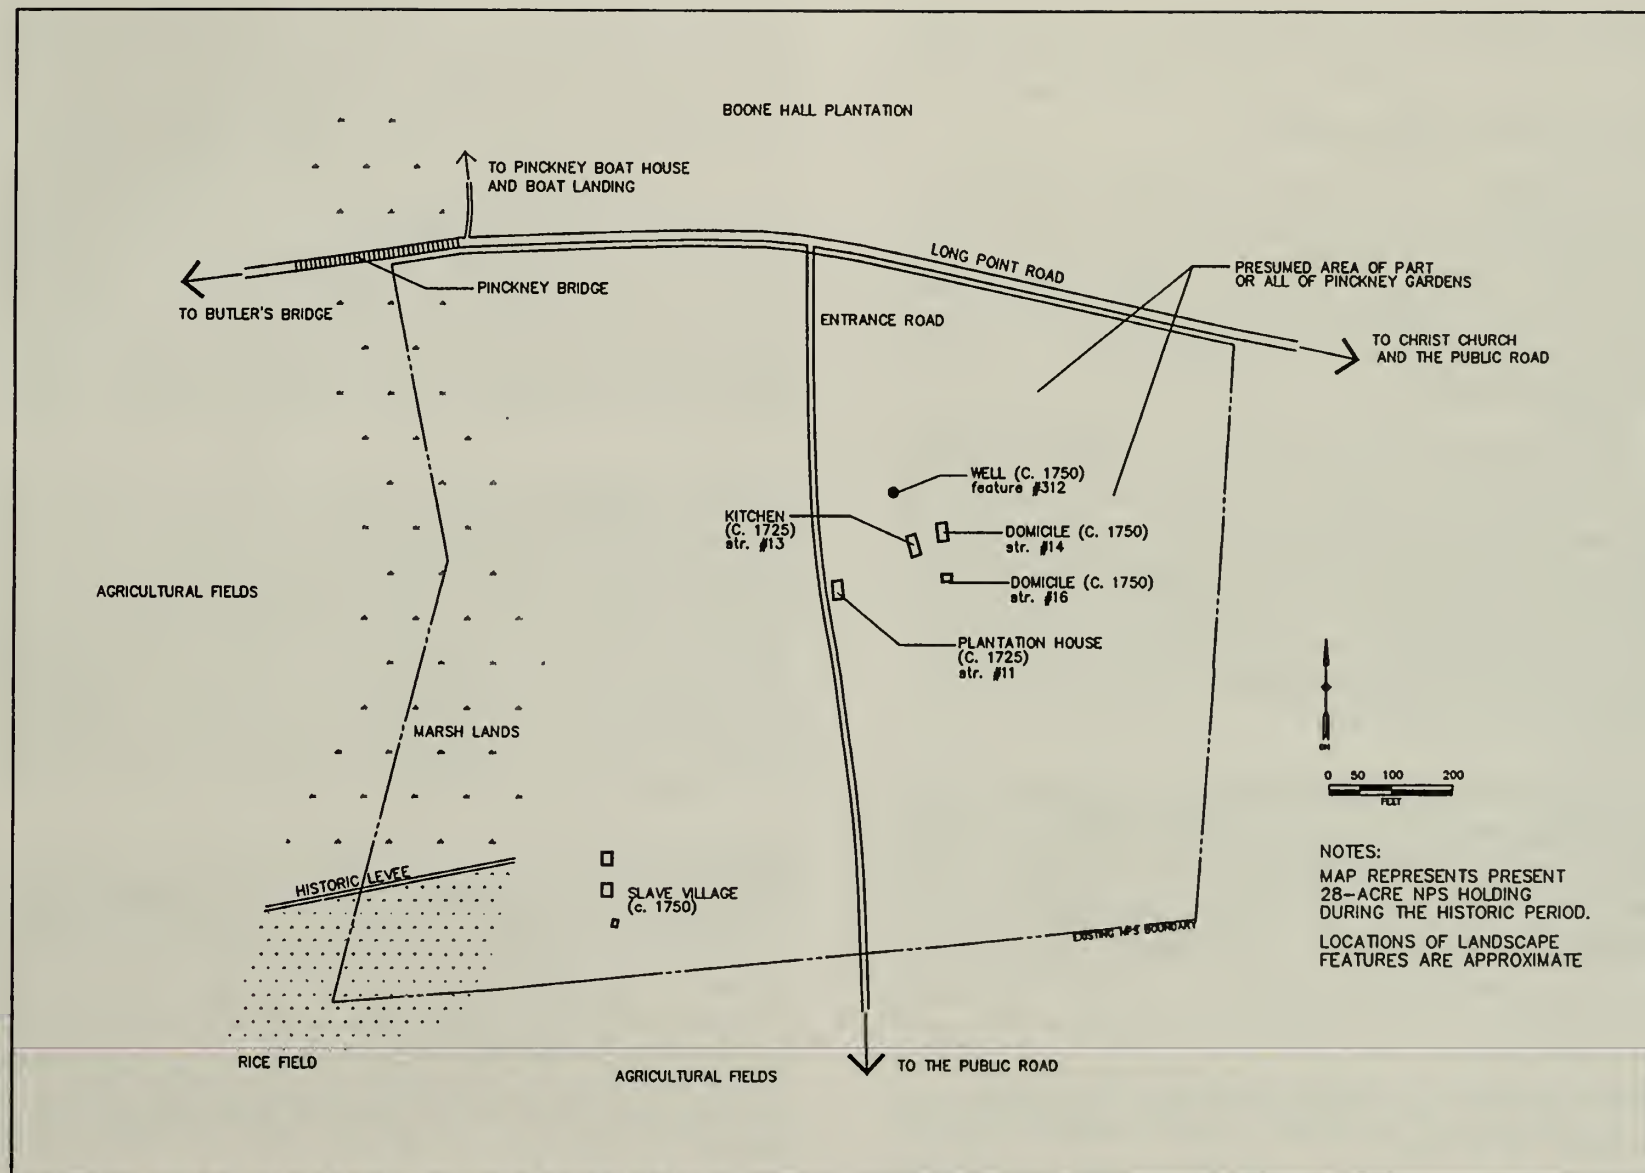 BOONE HALL PLANTATION
TO PINCKNEY BOAT HOUSE
AND BOAT LANDING
LONG POINT ROAD
PRESUMED AREA OF PART
OR ALL OF PINCKNEY GARDENS
PINCKNEY BRIDGE
TO BUTLER'S BRIDGE
ENTRANCE ROAD
TO CHRIST CHURCH
AND THE PUBLIC ROAD
WELL (C. 1750)
feature #312
KITCHEN
(C. 1725)
str. #13
DOMICILE (C. 1750)
str. #14
DOMICILE (C. 1750)
str. #16
AGRICULTURAL FIELDS
PLANTATION HOUSE
(C. 1725)
str. #11
MARSH LANDS
0 50 100 200
FEET
HISTORIC LEVEE
SLAVE VILLAGE
(c. 1750)
EXISTING NPS BOUNDARY
NOTES:
MAP REPRESENTS PRESENT
28-ACRE NPS HOLDING
DURING THE HISTORIC PERIOD.
LOCATIONS OF LANDSCAPE
FEATURES ARE APPROXIMATE
RICE FIELD
AGRICULTURAL FIELDS
TO THE PUBLIC ROAD